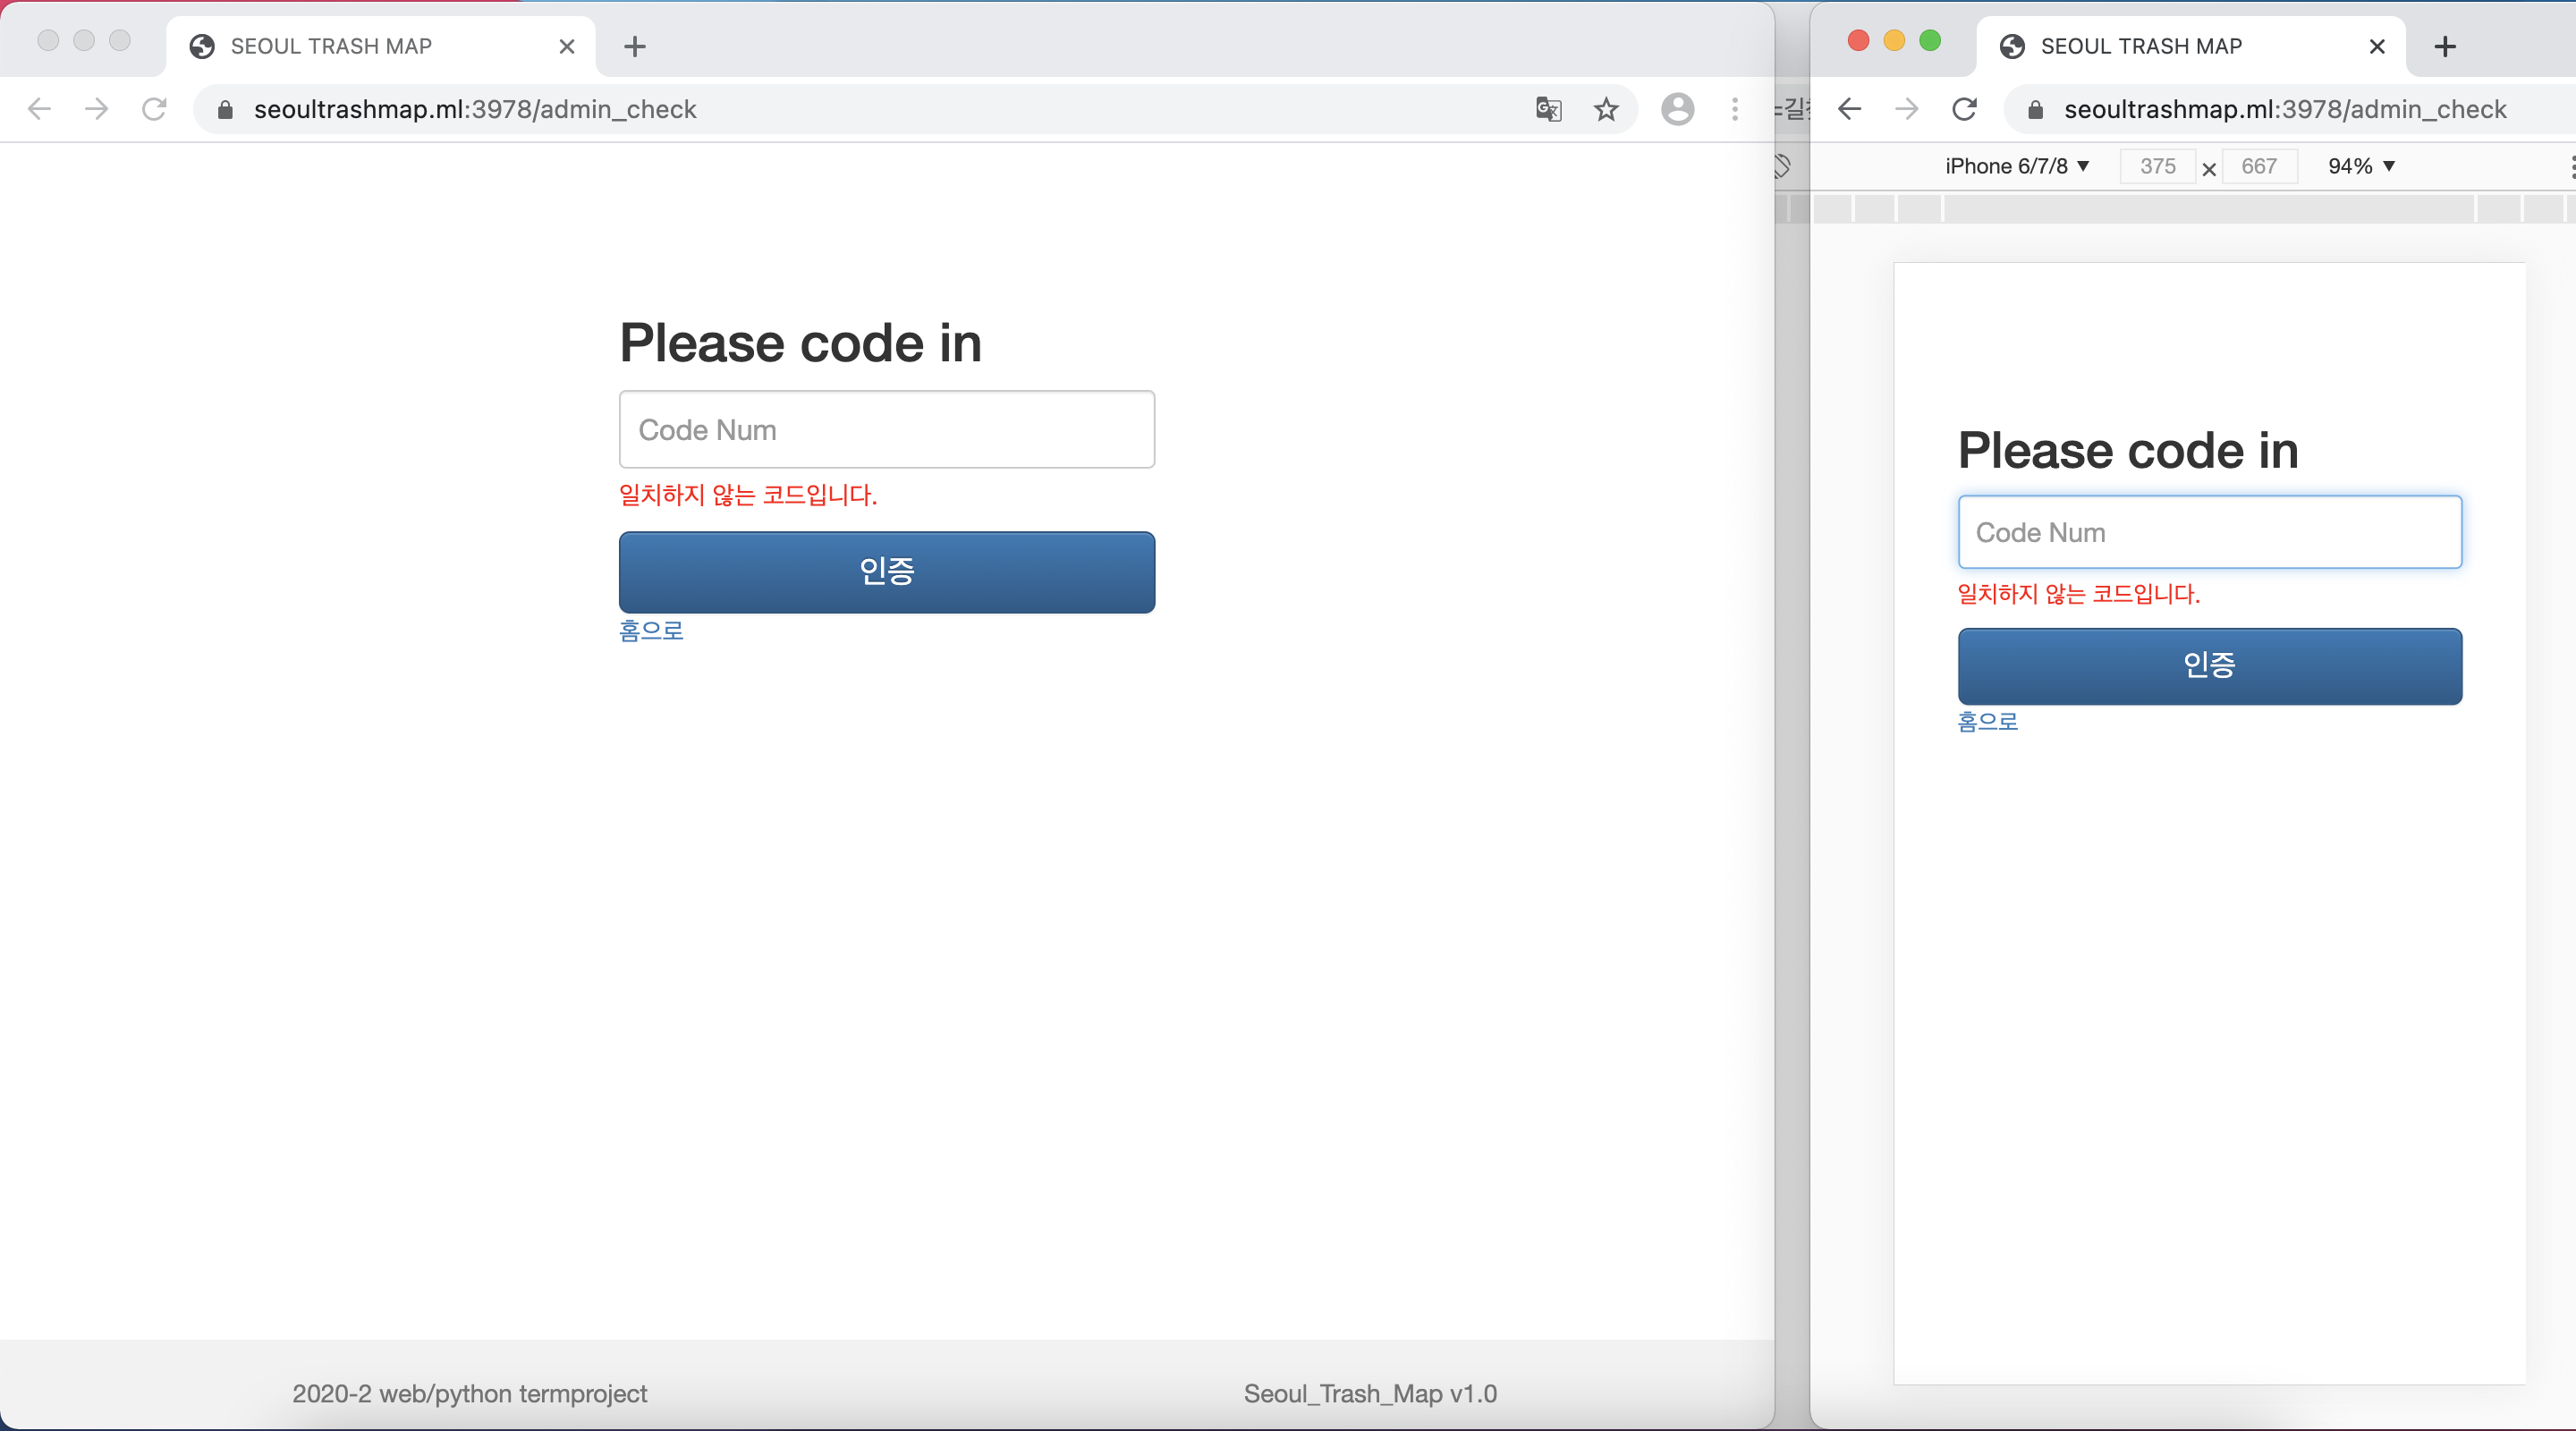 SEOUL TRASH MAP
seoultrashmap.ml:3978/admin_check
Please code in
Code Num
일치하지 않는 코드입니다.
인증
홈으로
2020-2 web/python termproject
Seoul_Trash_Map v1.0
SEOUL TRASH MAP
seoultrashmap.ml:3978/admin_check
iPhone 6/7/8 ▼ 375 × 667 94% ▼
Please code in
Code Num
일치하지 않는 코드입니다.
인증
홈으로